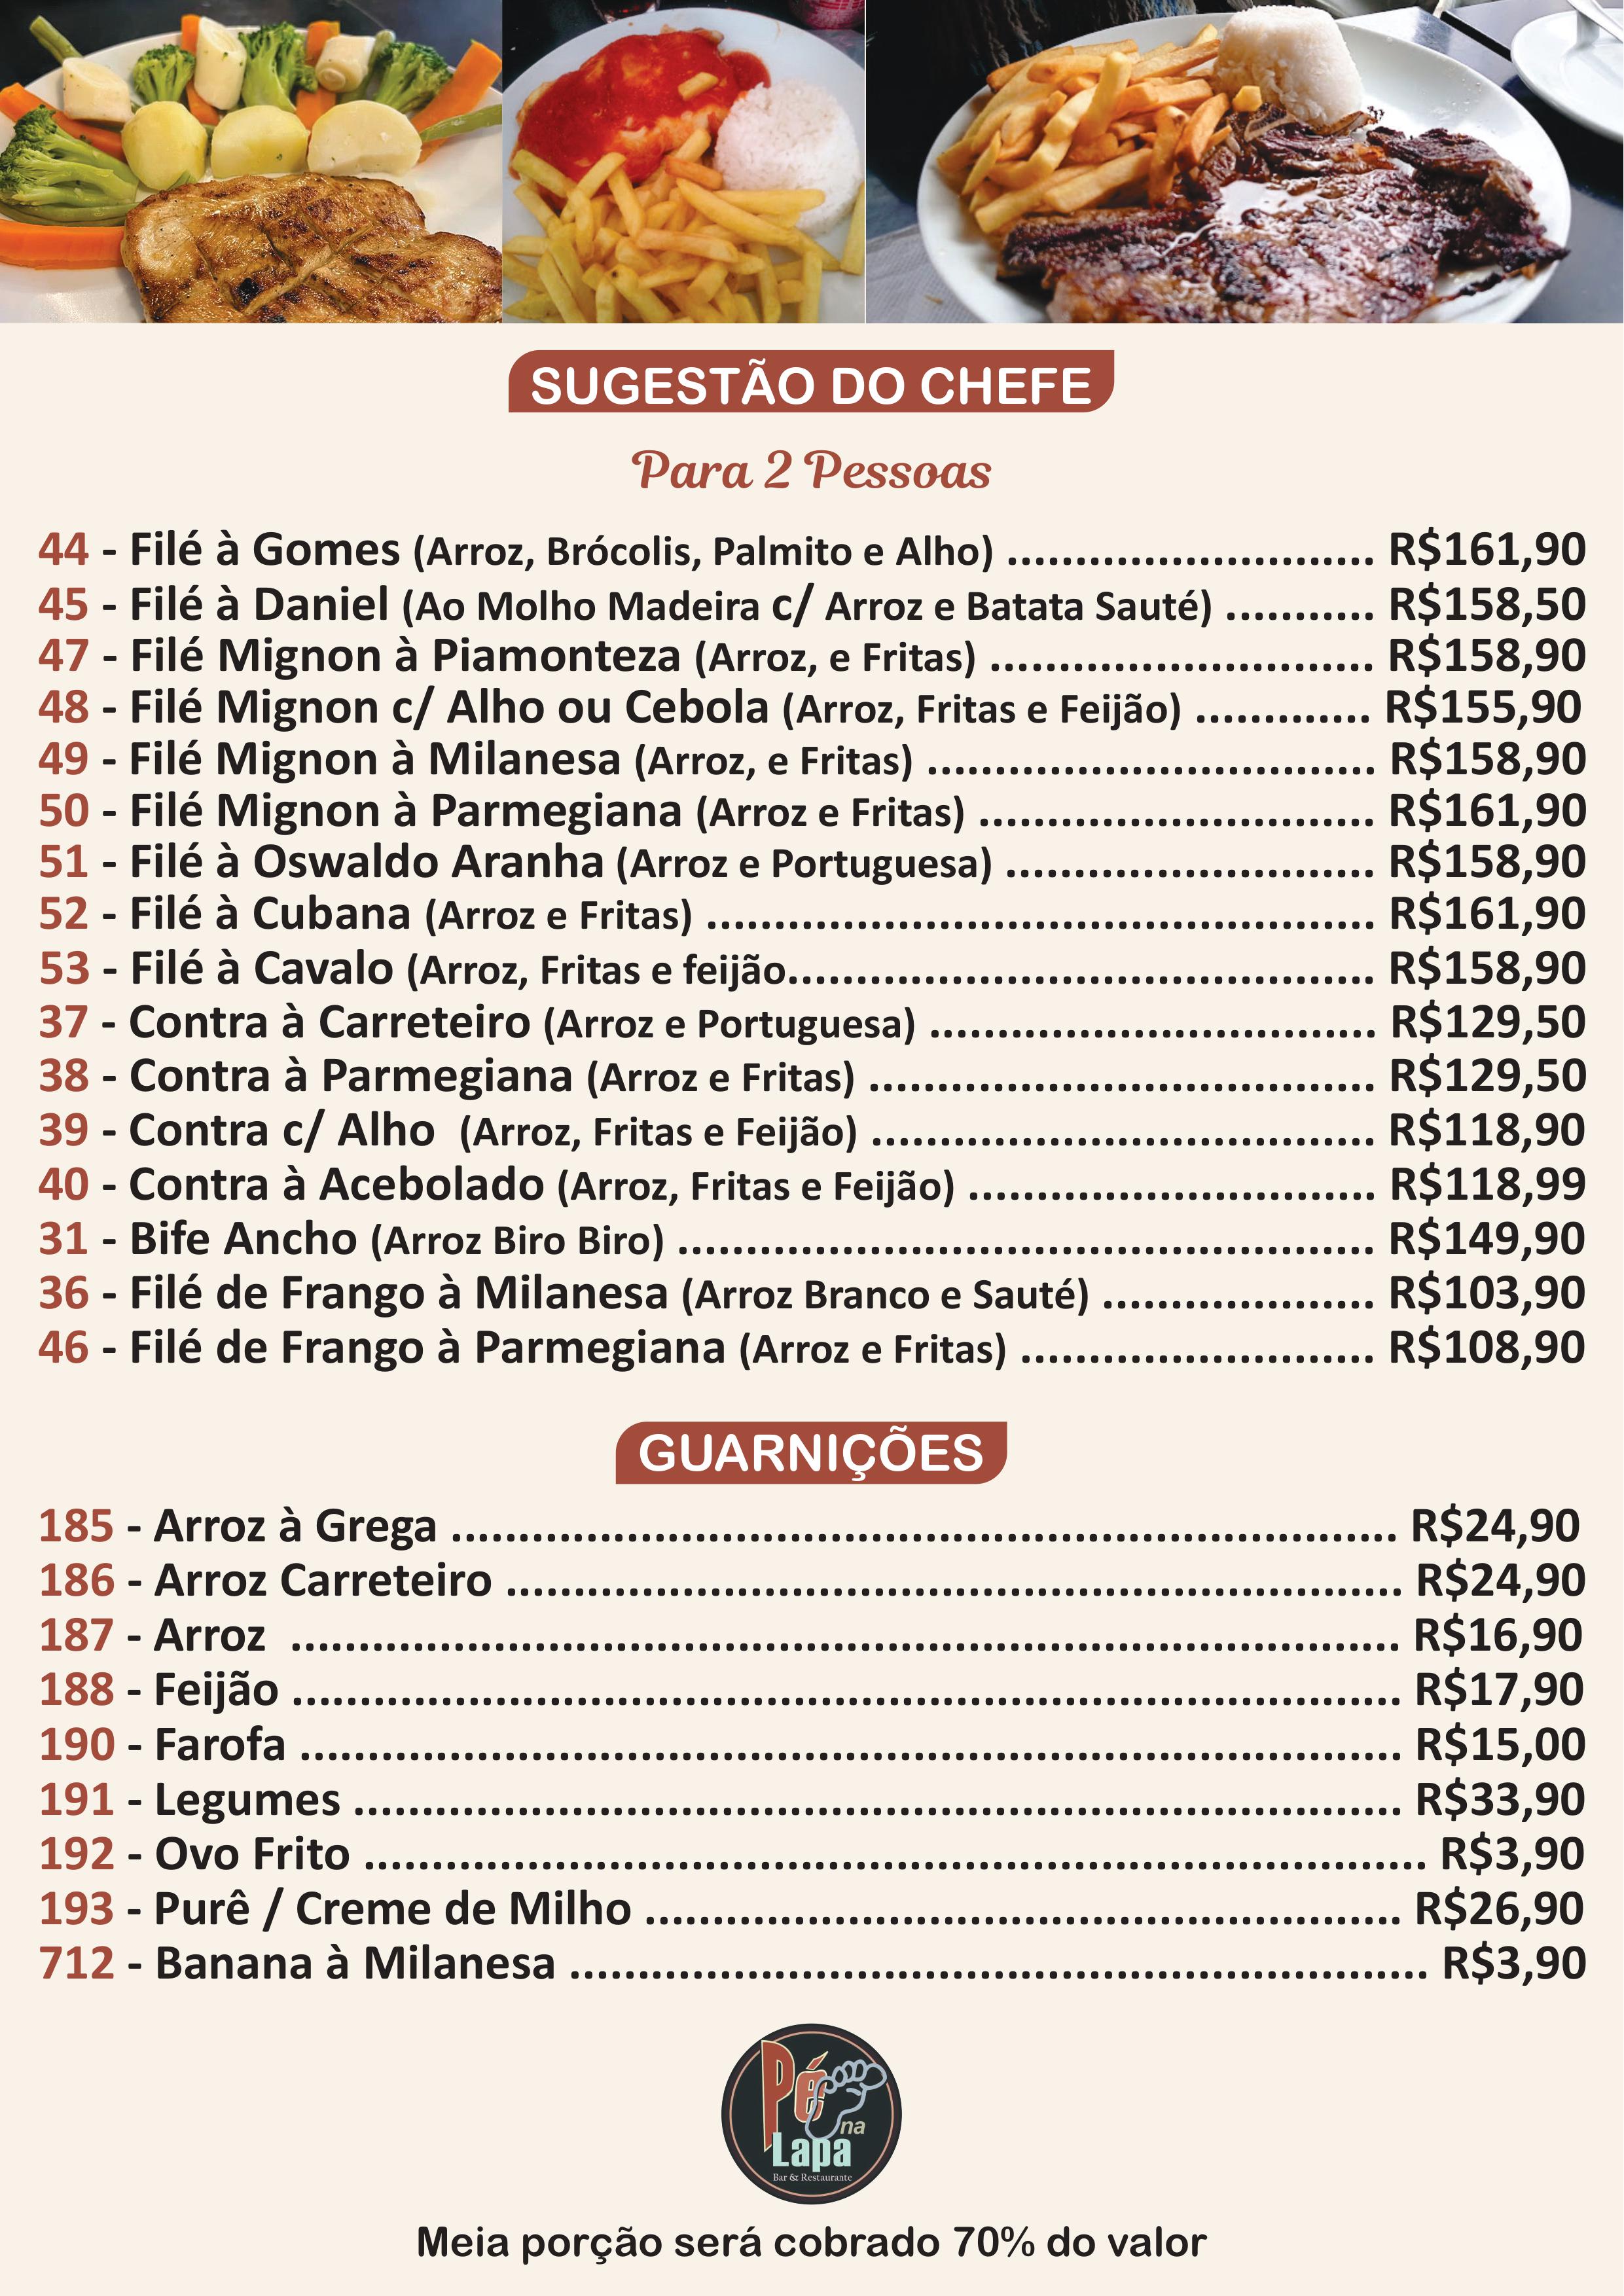 SUGESTÃO DO CHEFE
Para 2 Pessoas
44 - Filé à Gomes (Arroz, Brócolis, Palmito e Alho) ........................... R$161,90
45 - Filé à Daniel (Ao Molho Madeira c/ Arroz e Batata Sauté) ........... R$158,50
47 - Filé Mignon à Piamonteza (Arroz, e Fritas) ............................ R$158,90
48 - Filé Mignon c/ Alho ou Cebola (Arroz, Fritas e Feijão) ............. R$155,90
49 - Filé Mignon à Milanesa (Arroz, e Fritas) ................................. R$158,90
50 - Filé Mignon à Parmegiana (Arroz e Fritas) ............................. R$161,90
51 - Filé à Oswaldo Aranha (Arroz e Portuguesa) ........................... R$158,90
52 - Filé à Cubana (Arroz e Fritas) ................................................. R$161,90
53 - Filé à Cavalo (Arroz, Fritas e feijão........................................... R$158,90
37 - Contra à Carreteiro (Arroz e Portuguesa) ................................. R$129,50
38 - Contra à Parmegiana (Arroz e Fritas) ..................................... R$129,50
39 - Contra c/ Alho (Arroz, Fritas e Feijão) ..................................... R$118,90
40 - Contra à Acebolado (Arroz, Fritas e Feijão) .............................. R$118,99
31 - Bife Ancho (Arroz Biro Biro) ................................................... R$149,90
36 - Filé de Frango à Milanesa (Arroz Branco e Sauté) .................... R$103,90
46 - Filé de Frango à Parmegiana (Arroz e Fritas) .......................... R$108,90
GUARNIÇÕES
185 - Arroz à Grega ...................................................................... R$24,90
186 - Arroz Carreteiro .................................................................. R$24,90
187 - Arroz .................................................................................. R$16,90
188 - Feijão .................................................................................. R$17,90
190 - Farofa ................................................................................. R$15,00
191 - Legumes ............................................................................. R$33,90
192 - Ovo Frito .............................................................................. R$3,90
193 - Purê / Creme de Milho ........................................................ R$26,90
712 - Banana à Milanesa ............................................................... R$3,90
Pé
na
Lapa
Bar & Restaurante
Meia porção será cobrado 70% do valor